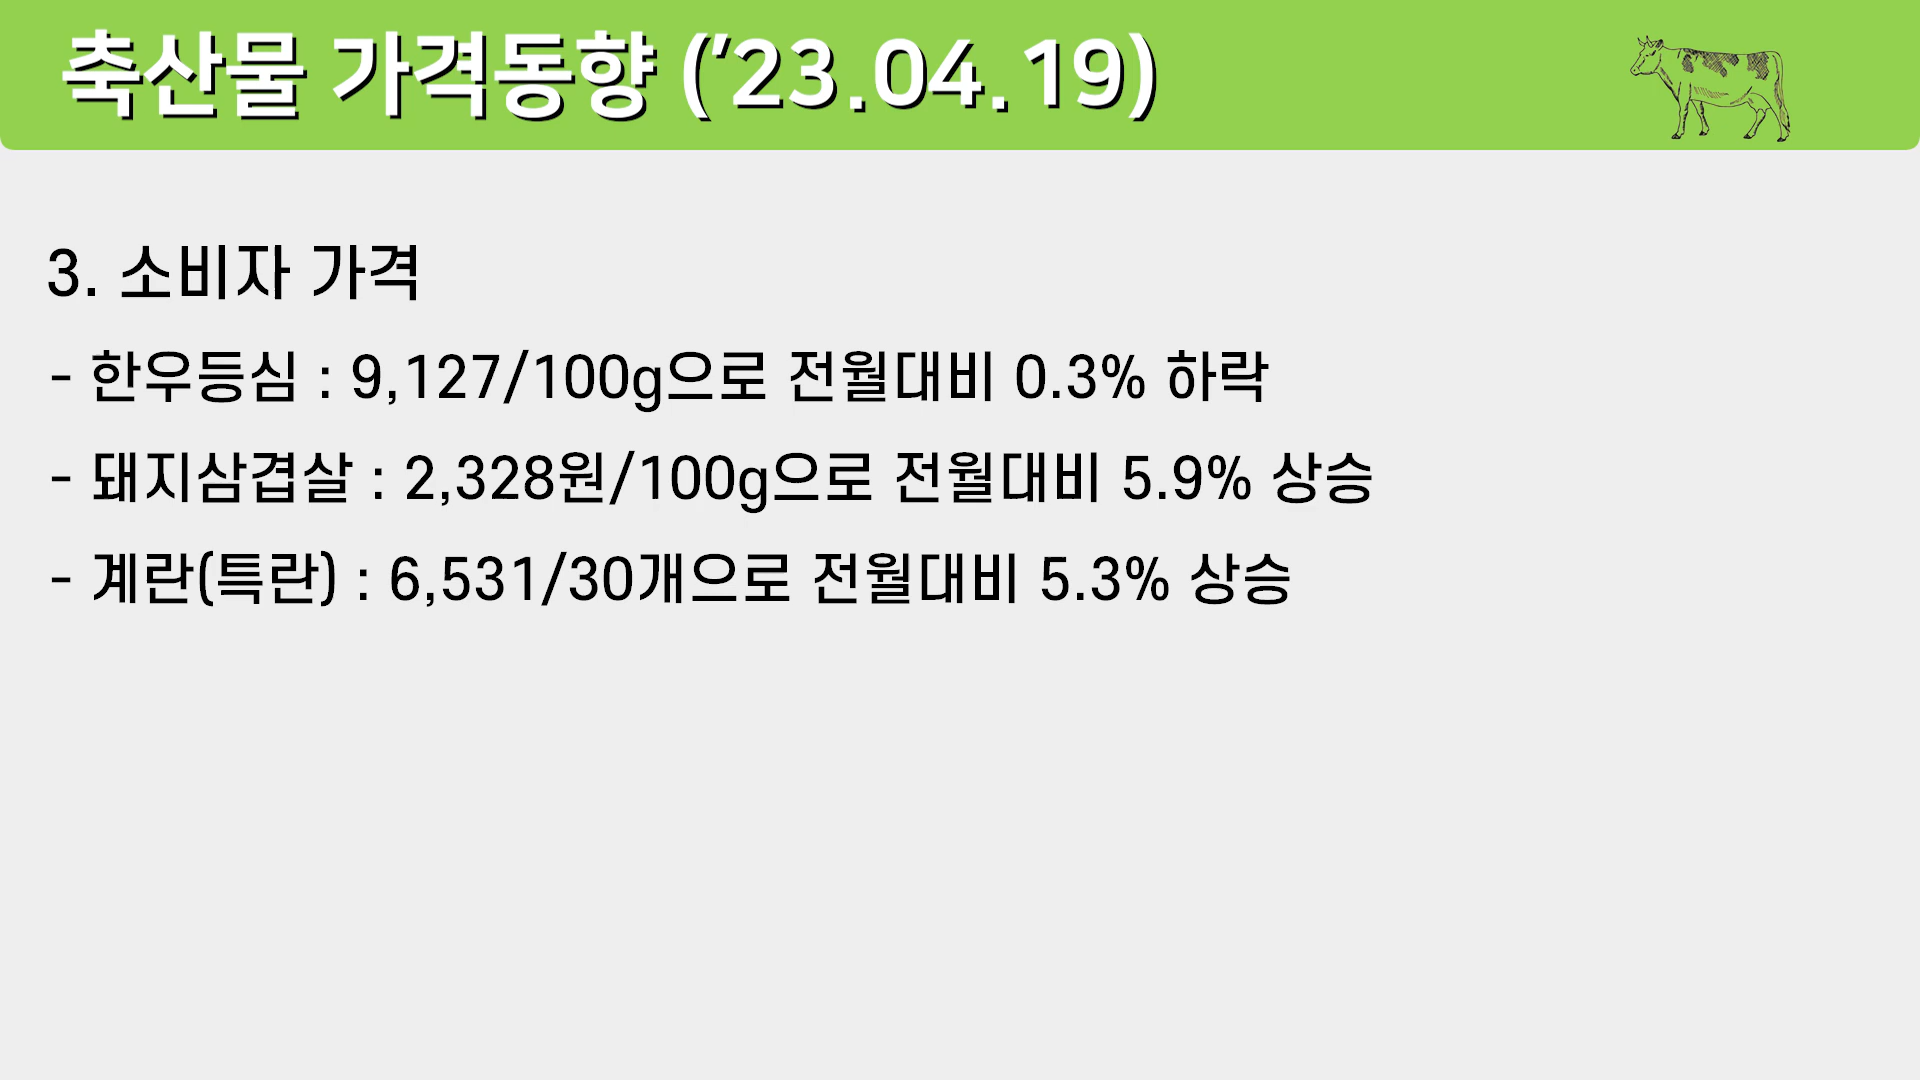 축산물 가격동향 (’23.04.19)
3. 소비자 가격
- 한우등심 : 9,127/100g으로 전월대비 0.3% 하락
- 돼지삼겹살 : 2,328원/100g으로 전월대비 5.9% 상승
- 계란(특란) : 6,531/30개으로 전월대비 5.3% 상승